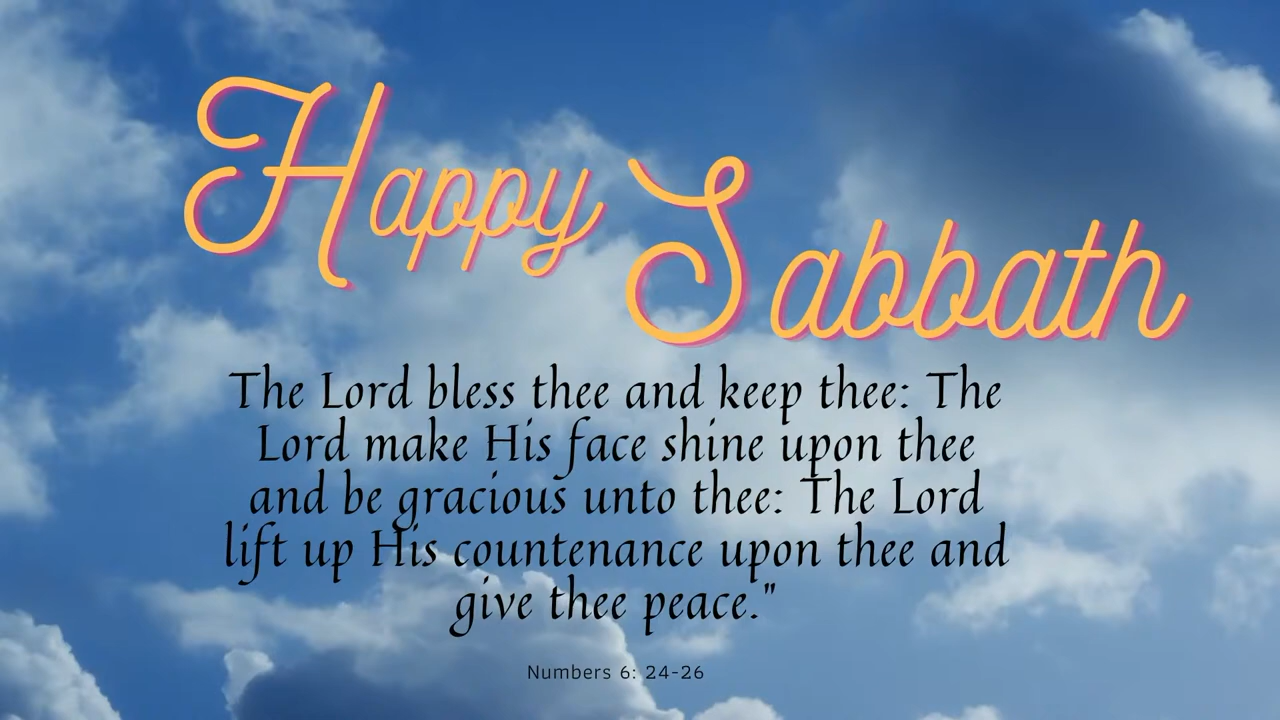 Happy Sabbath
The Lord bless thee and keep thee: The
Lord make His face shine upon thee
and be gracious unto thee: The Lord
lift up His countenance upon thee and
give thee peace."
Numbers 6: 24-26